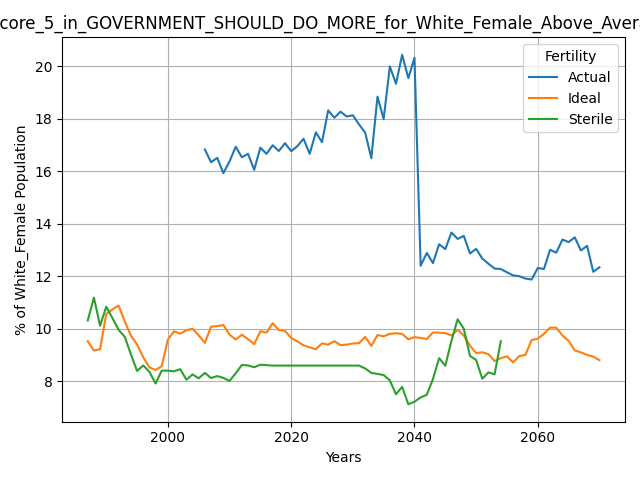 core_5_in_GOVERNMENT_SHOULD_DO_MORE_for_White_Female_Above_Avera
Fertility
Actual
Ideal
Sterile
% of White_Female Population
20
18
16
14
12
10
8
2000 2020 2040 2060
Years